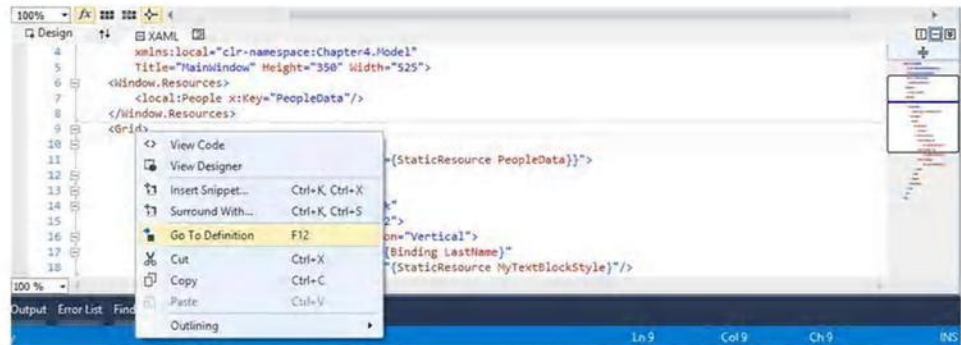 100% fx
Design XAML
4 xmlns:local="clr-namespace:Chapter4.Model"
5 Title="MainWindow" Height="350" Width="525">
6 <Window.Resources>
7 <local:People x:Key="PeopleData"/>
8 </Window.Resources>
9 <Grid>
10
11 ={StaticResource PeopleData}}">
12
13
14 "
15 2">
16 on="Vertical">
17 {Binding LastName}"
18 "{StaticResource MyTextBlockStyle}"/>
View Code
View Designer
Insert Snippet... Ctrl+K, Ctrl+X
Surround With... Ctrl+K, Ctrl+S
Go To Definition F12
Cut Ctrl+X
Copy Ctrl+C
Paste Ctrl+V
Outlining
100 %
Output Error List Find
Ln 9 Col 9 Ch 9 INS